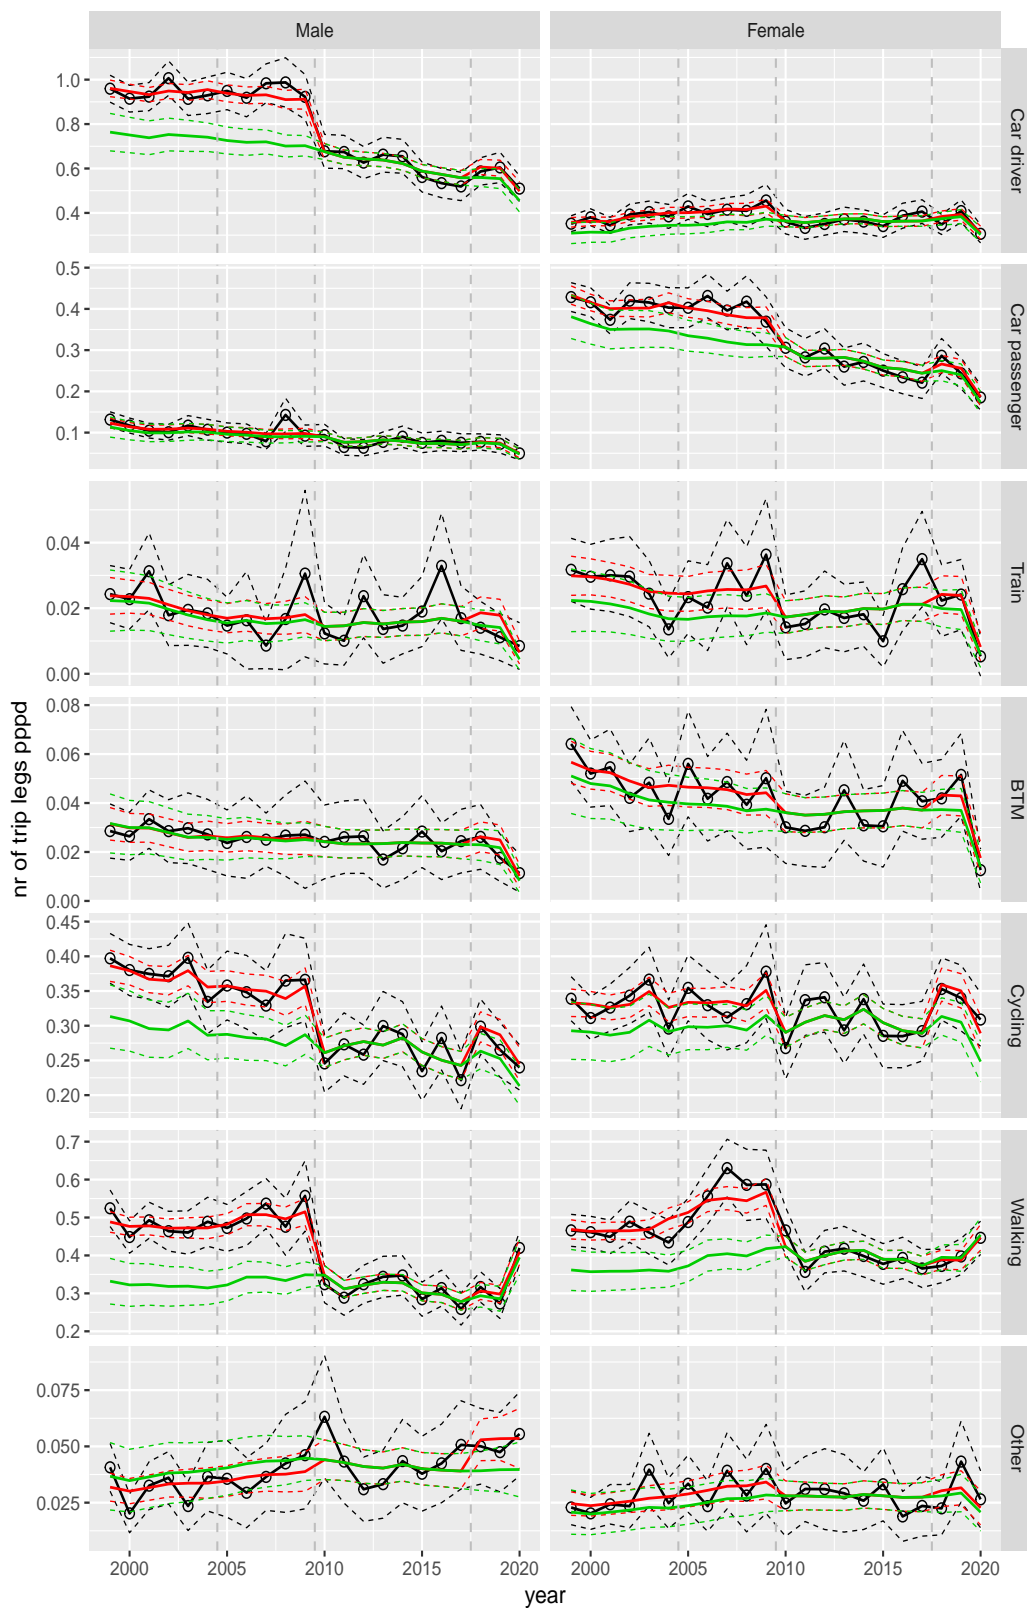 Male Female
1.0
0.8
0.6
0.4
Car driver
0.5
0.4
0.3
0.2
0.1
Car passenger
0.04
0.02
0.00
Train
0.08
0.06
0.04
0.02
0.00
BTM
0.45
0.40
0.35
0.30
0.25
0.20
Cycling
0.7
0.6
0.5
0.4
0.3
0.2
Walking
0.075
0.050
0.025
Other
nr of trip legs pppd
2000 2005 2010 2015 2020 2000 2005 2010 2015 2020
year